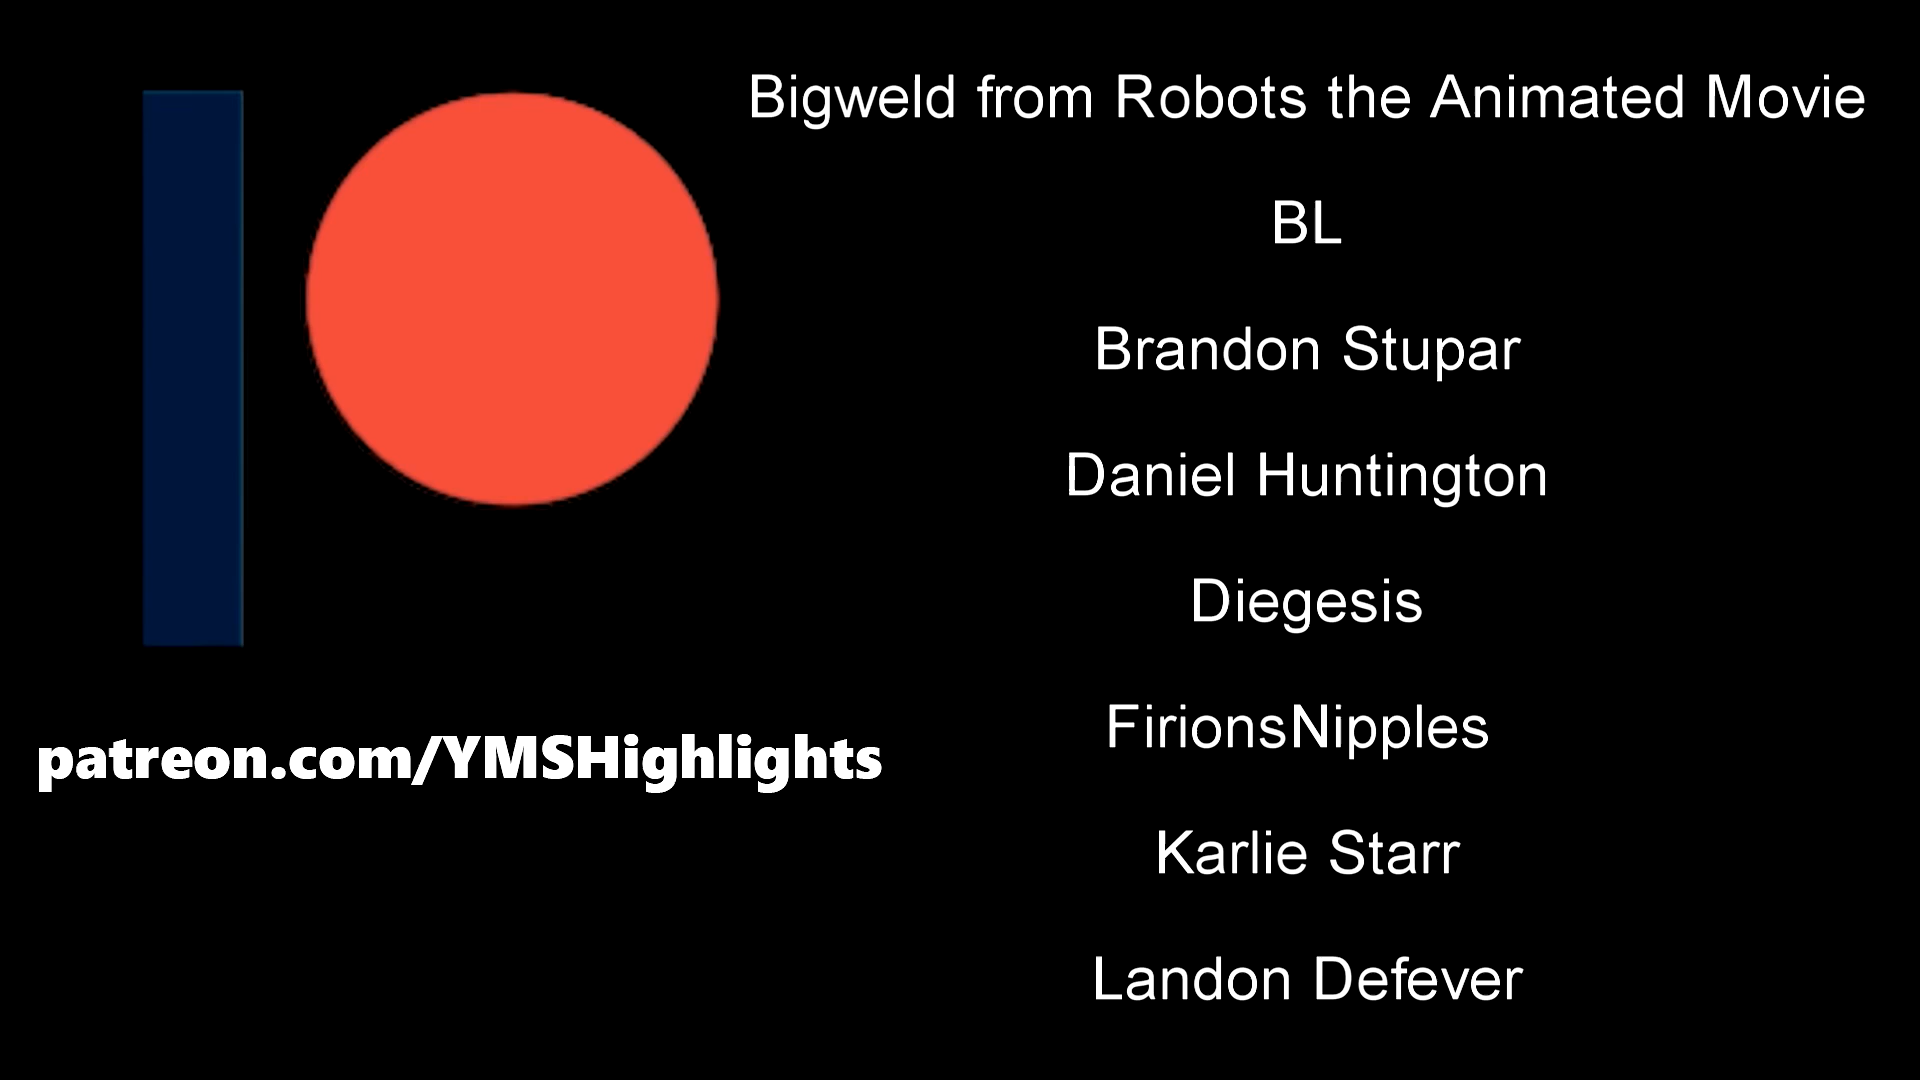 Bigweld from Robots the Animated Movie
BL
Brandon Stupar
Daniel Huntington
Diegesis
FirionsNipples
Karlie Starr
Landon Defever
patreon.com/YMSHighlights